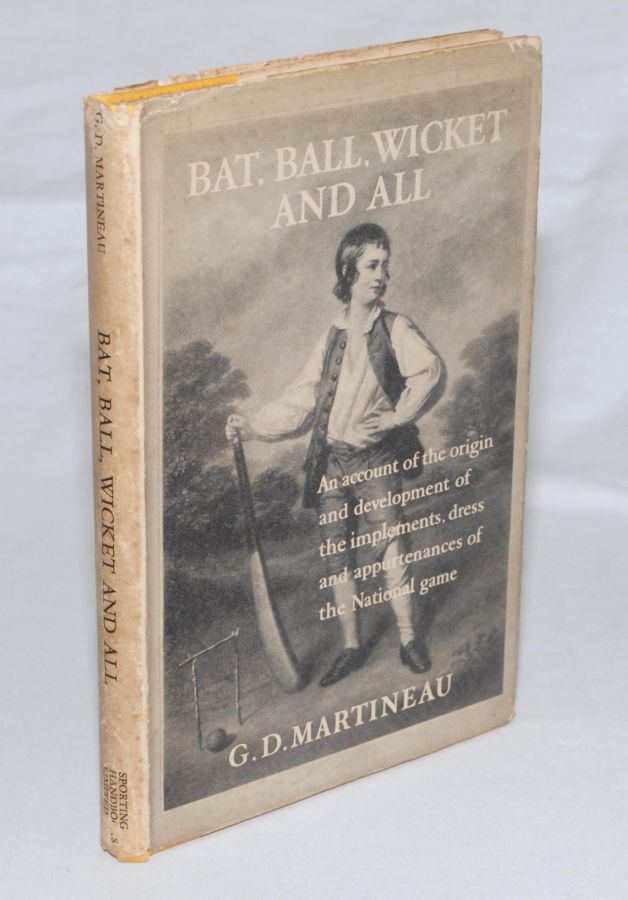 G. D. MARTINEAU
BAT, BALL, WICKET AND ALL
SPORTING
LIMITED
BAT, BALL, WICKET
AND ALL
An account of the origin
and development of
the implements, dress
and appurtenances of
the National game
G. D. MARTINEAU